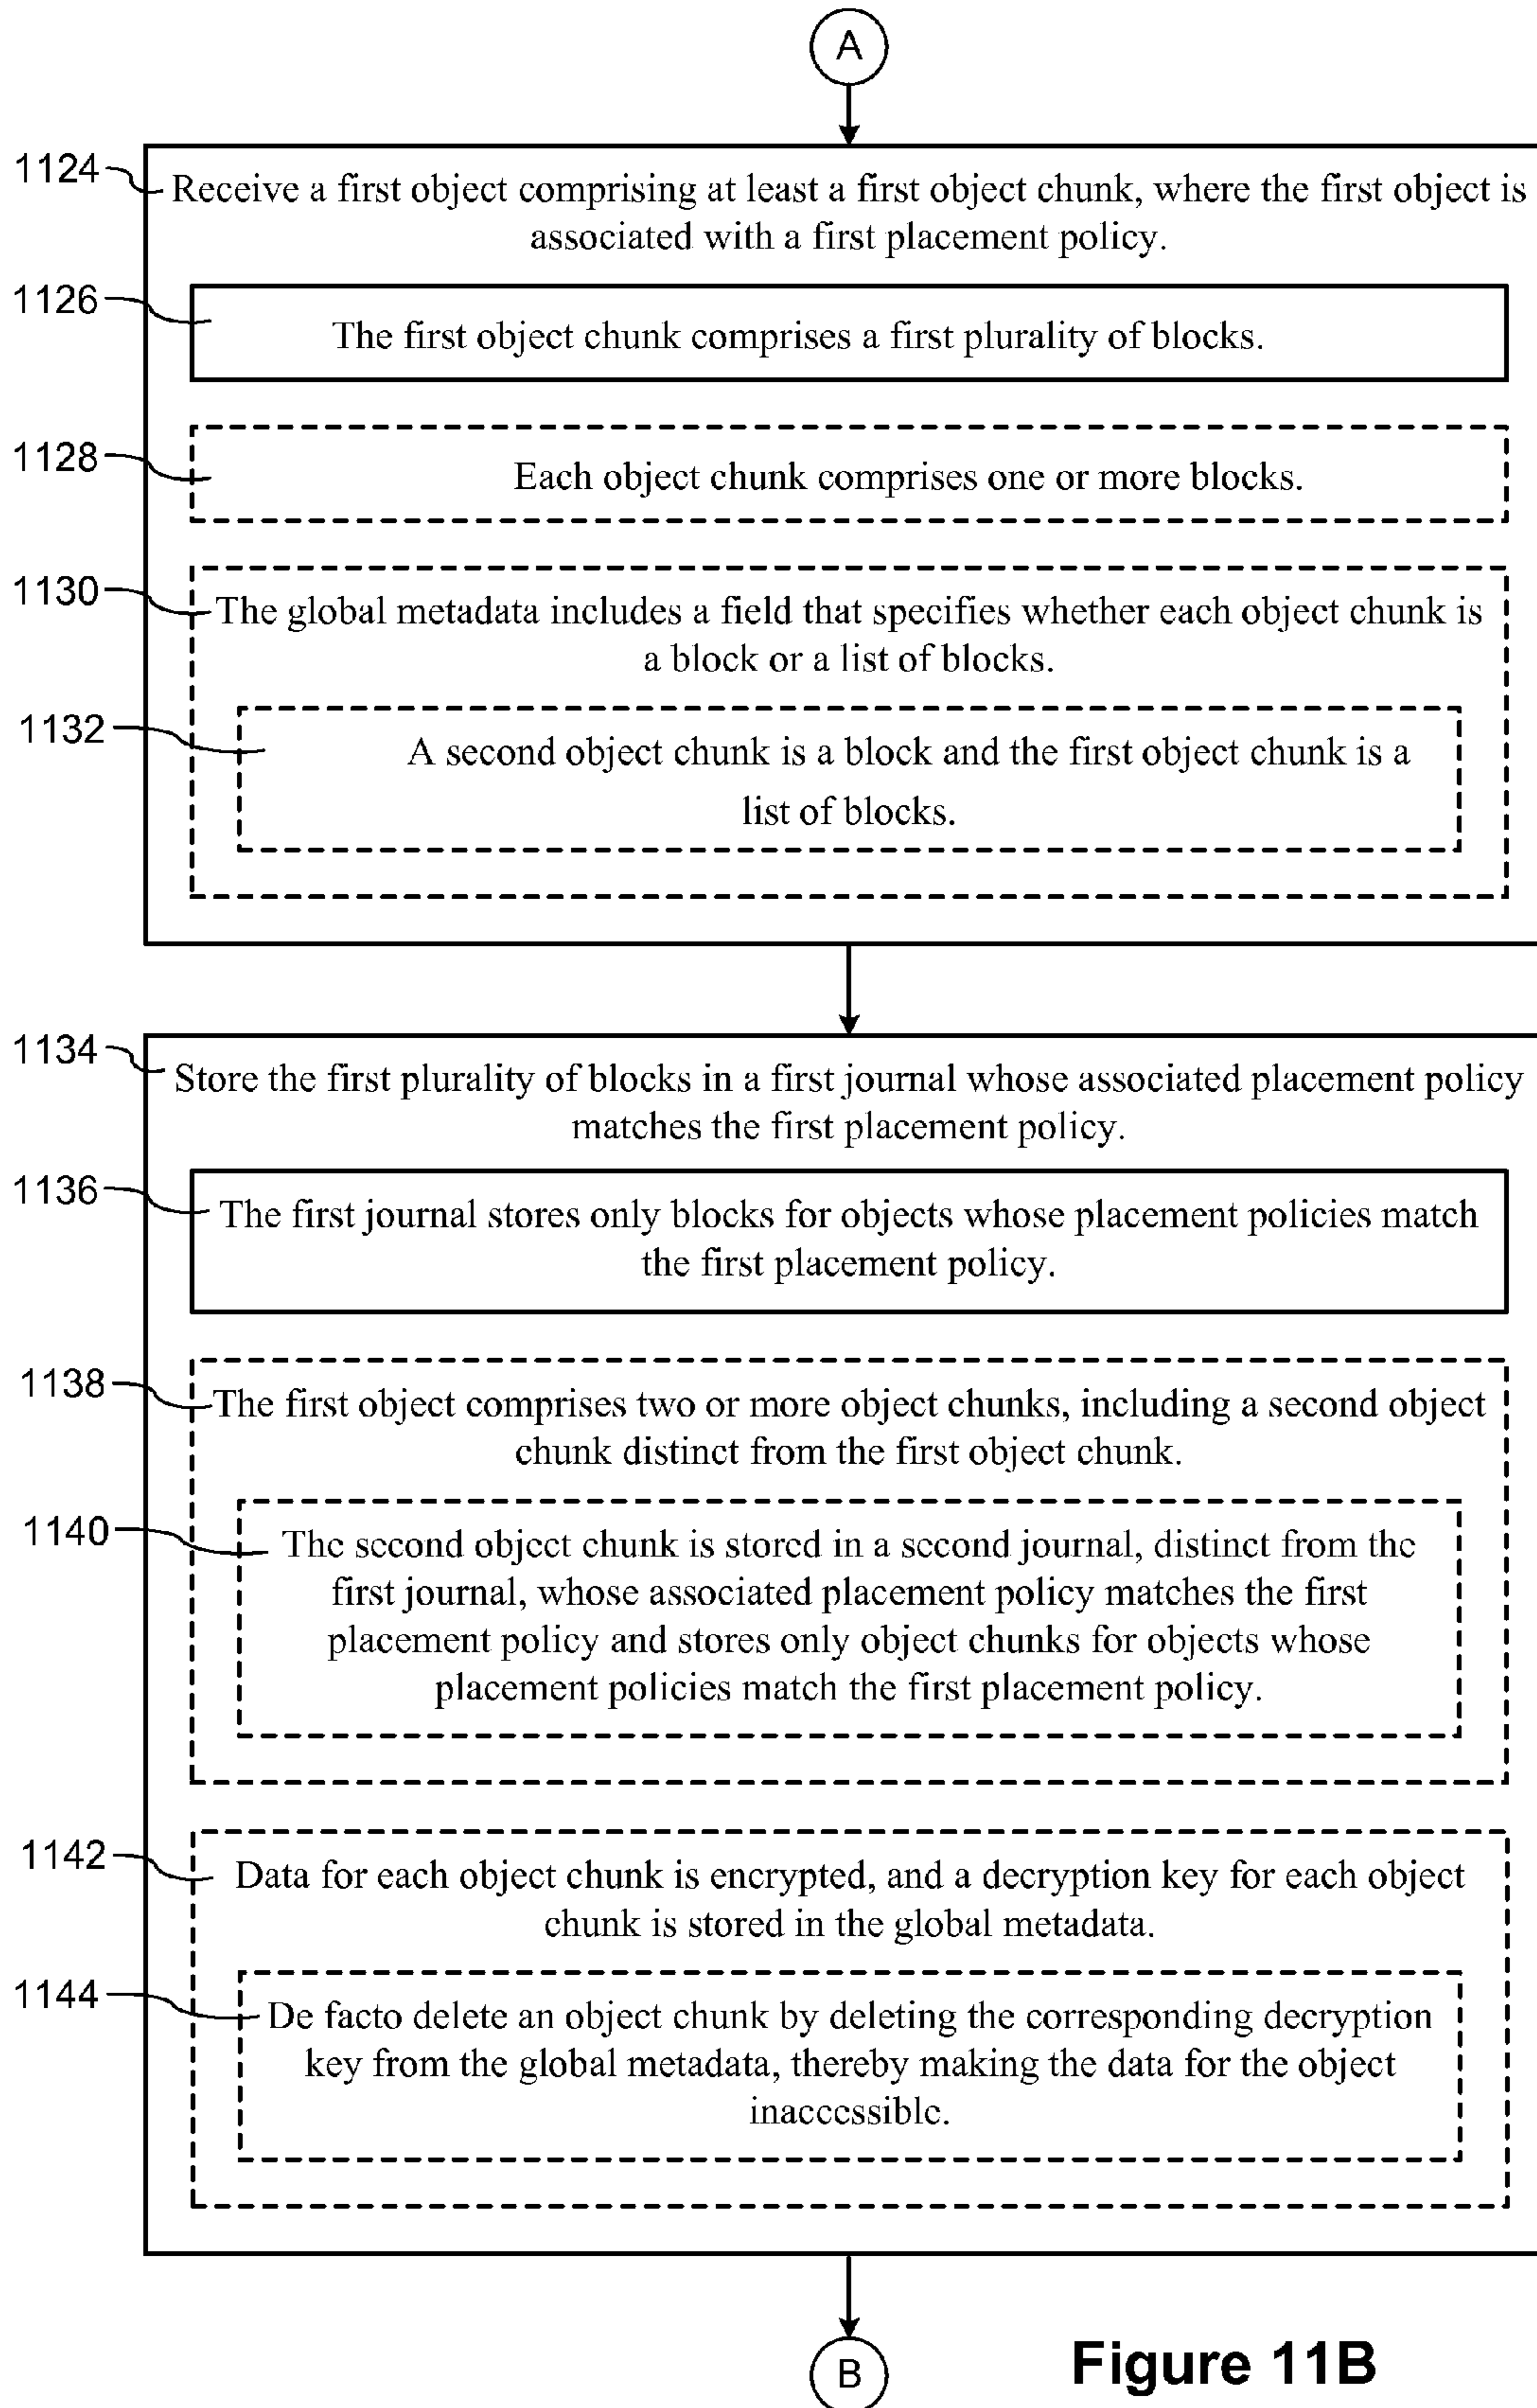 A
1124
Receive a first object comprising at least a first object chunk, where the first object is
associated with a first placement policy.
1126
The first object chunk comprises a first plurality of blocks.
1128
Each object chunk comprises one or more blocks.
1130
The global metadata includes a field that specifies whether each object chunk is
a block or a list of blocks.
1132
A second object chunk is a block and the first object chunk is a
list of blocks.
1134
Store the first plurality of blocks in a first journal whose associated placement policy
matches the first placement policy.
1136
The first journal stores only blocks for objects whose placement policies match
the first placement policy.
1138
The first object comprises two or more object chunks, including a second object
chunk distinct from the first object chunk.
1140
The second object chunk is stored in a second journal, distinct from the
first journal, whose associated placement policy matches the first
placement policy and stores only object chunks for objects whose
placement policies match the first placement policy.
1142
Data for each object chunk is encrypted, and a decryption key for each object
chunk is stored in the global metadata.
1144
De facto delete an object chunk by deleting the corresponding decryption
key from the global metadata, thereby making the data for the object
inaccessible.
B
Figure 11B